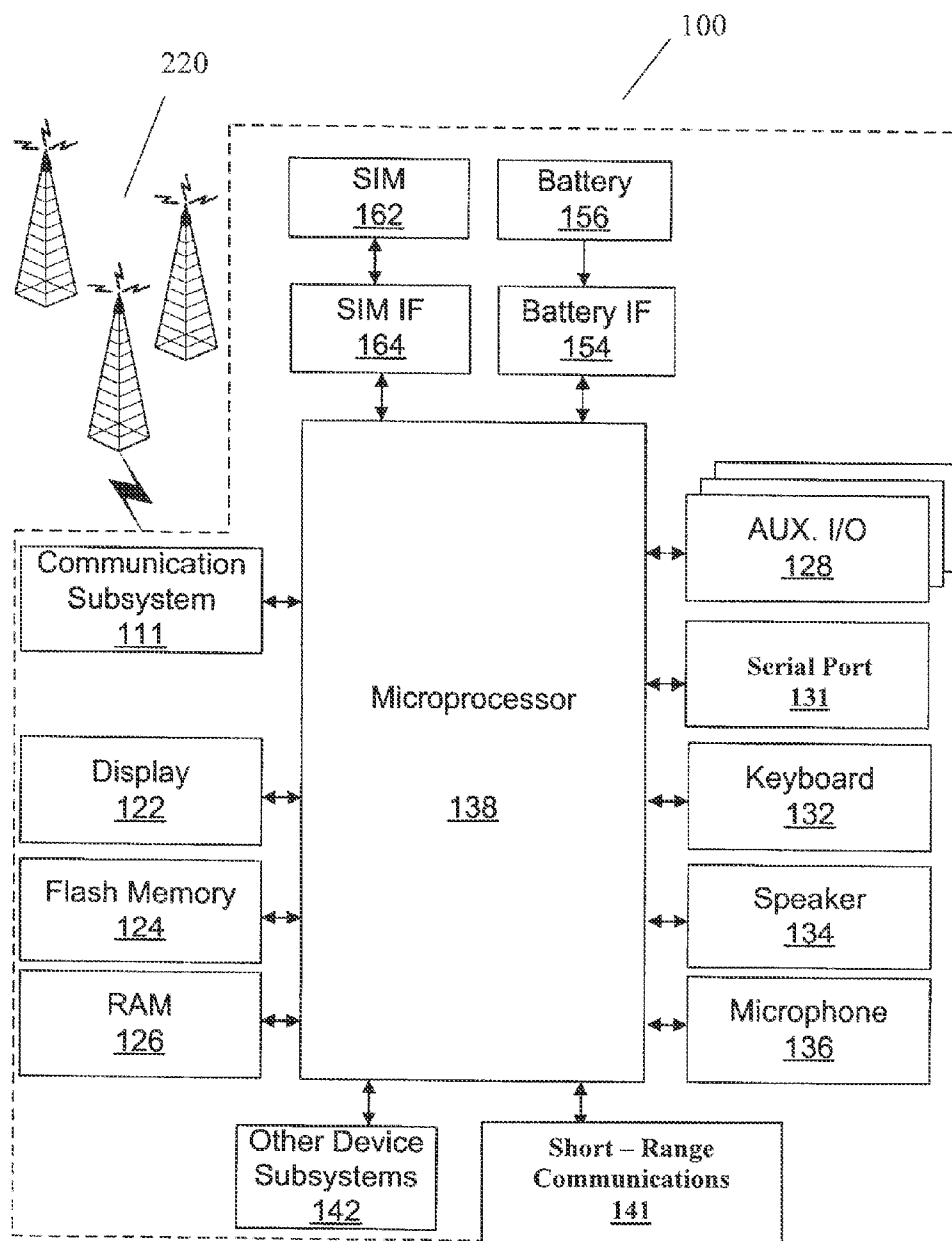 100
220
SIM
162
Battery
156
SIM IF
164
Battery IF
154
Communication
Subsystem
111
Display
122
Flash Memory
124
RAM
126
Microprocessor
138
AUX. I/O
128
Serial Port
131
Keyboard
132
Speaker
134
Microphone
136
Other Device
Subsystems
142
Short – Range
Communications
141